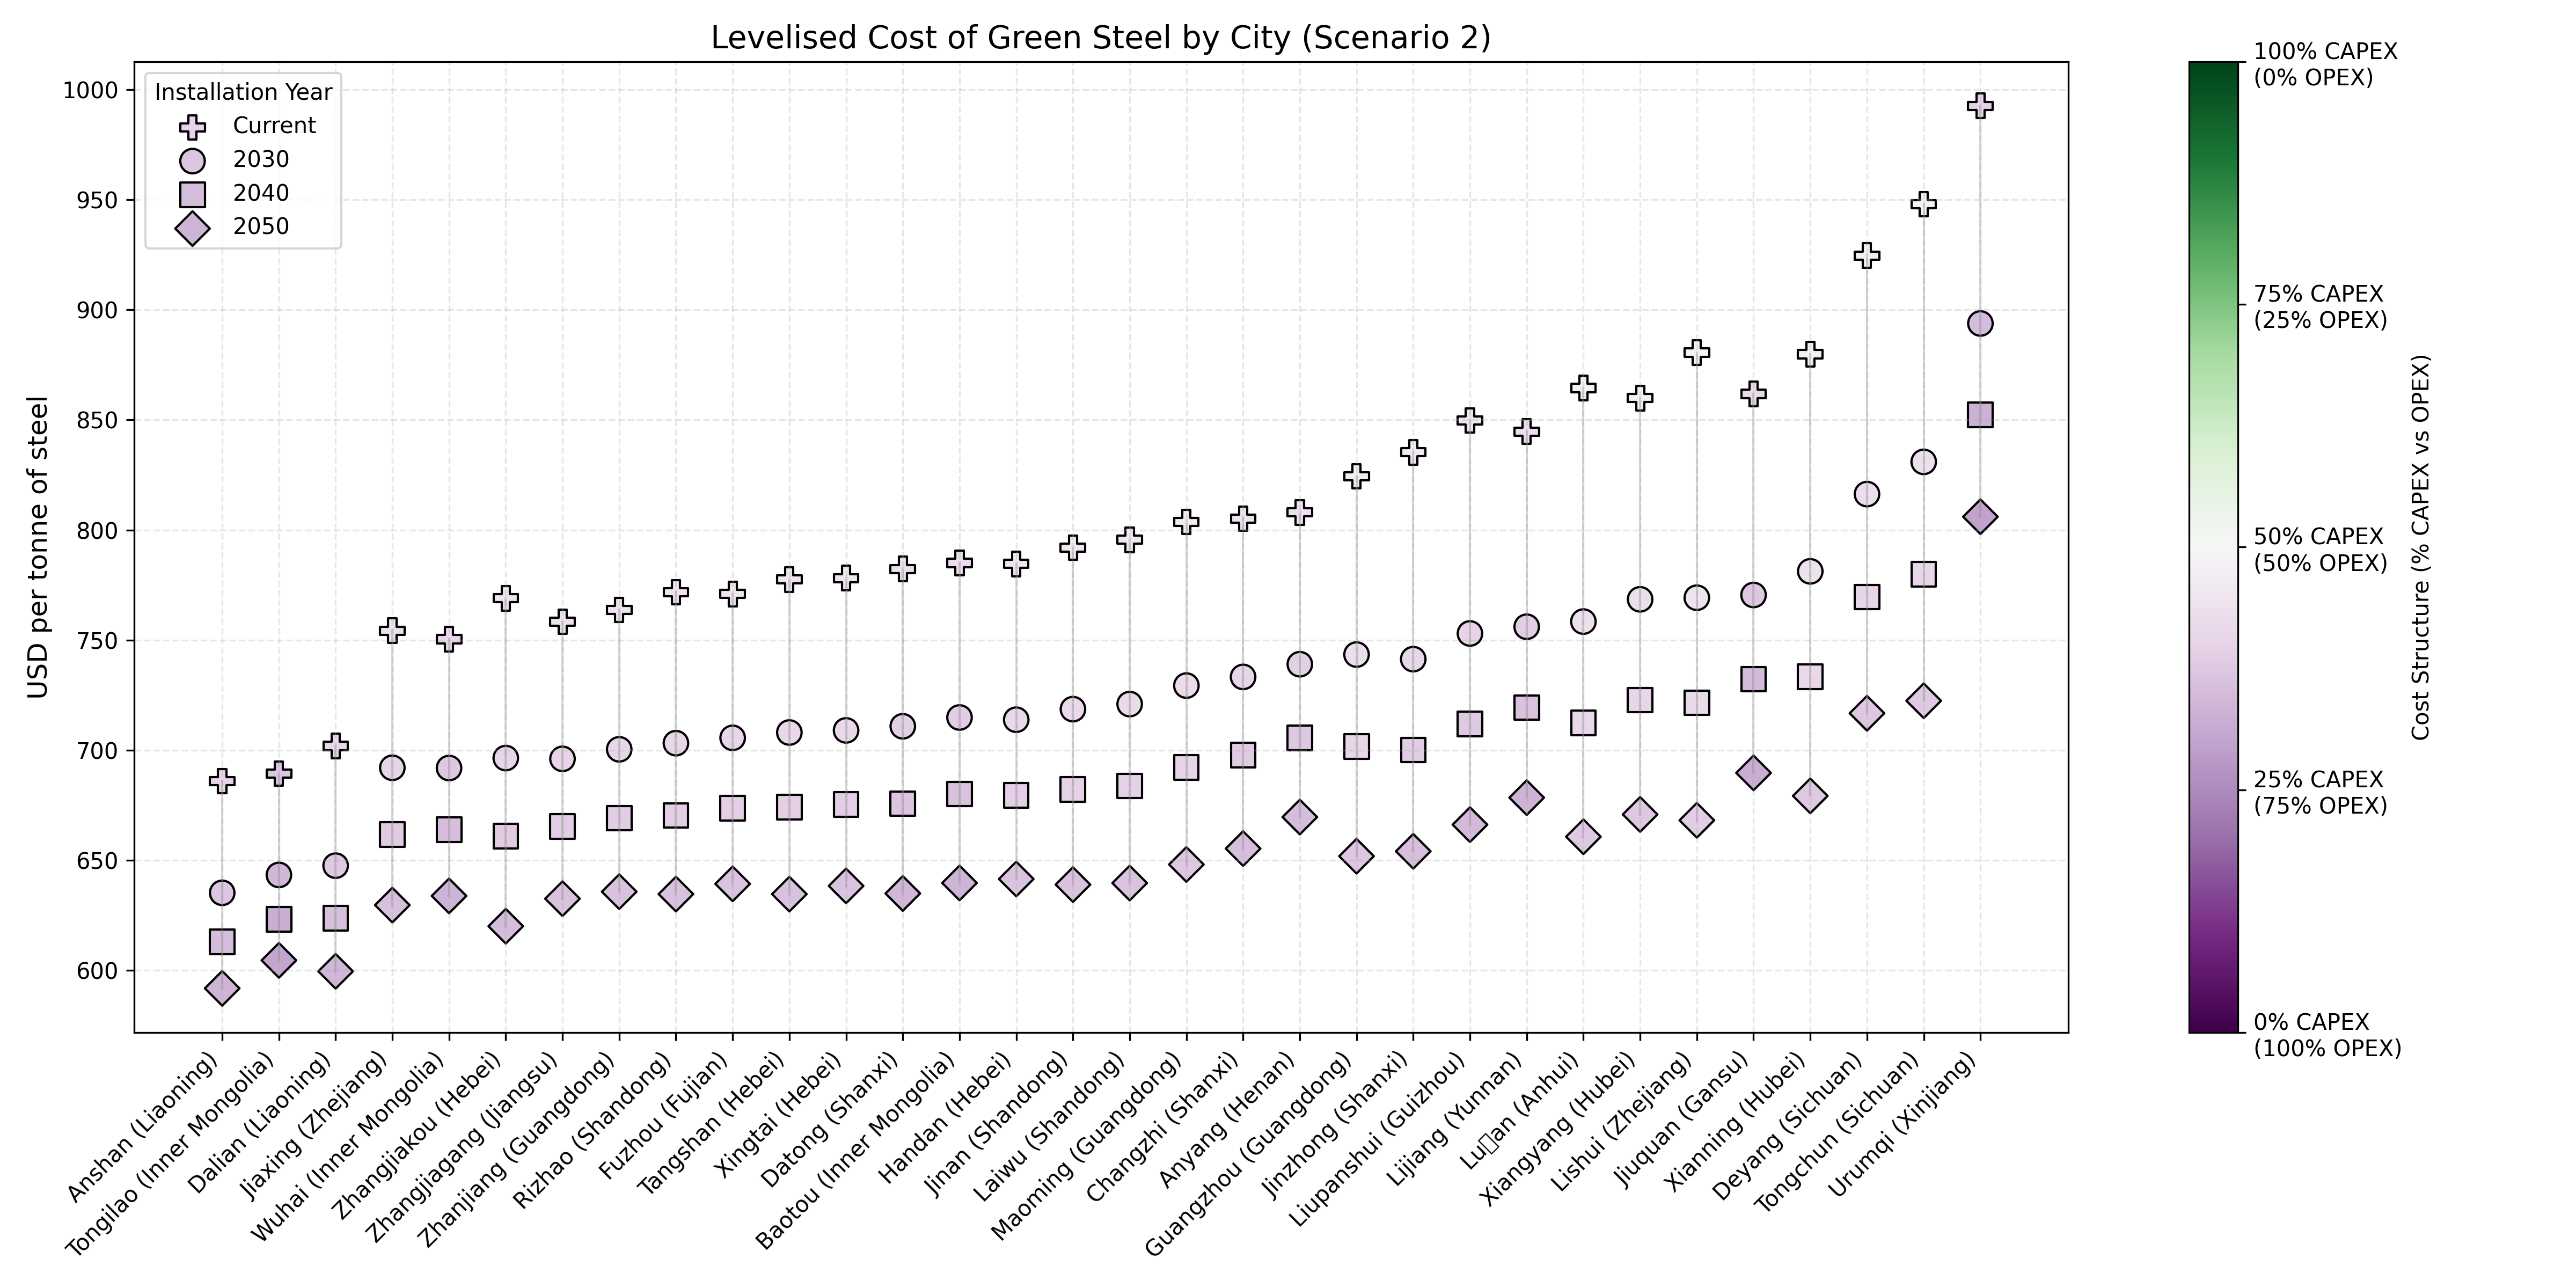 Levelised Cost of Green Steel by City (Scenario 2)
USD per tonne of steel
1000
950
900
850
800
750
700
650
600
Installation Year
Current
2030
2040
2050
Anshan (Liaoning)
Tongilao (Inner Mongolia)
Dalian (Liaoning)
Jiaxing (Zhejiang)
Wuhai (Inner Mongolia)
Zhangjiakou (Hebei)
Zhangjiagang (Jiangsu)
Zhanjiang (Guangdong)
Rizhao (Shandong)
Fuzhou (Fujian)
Tangshan (Hebei)
Xingtai (Hebei)
Datong (Shanxi)
Baotou (Inner Mongolia)
Handan (Hebei)
Jinan (Shandong)
Laiwu (Shandong)
Maoming (Guangdong)
Changzhi (Shanxi)
Anyang (Henan)
Guangzhou (Guangdong)
Jinzhong (Shanxi)
Liupanshui (Guizhou)
Lijiang (Yunnan)
Lu▯an (Anhui)
Xiangyang (Hubei)
Lishui (Zhejiang)
Jiuquan (Gansu)
Xianning (Hubei)
Deyang (Sichuan)
Tongchun (Sichuan)
Urumqi (Xinjiang)
100% CAPEX
(0% OPEX)
75% CAPEX
(25% OPEX)
50% CAPEX
(50% OPEX)
25% CAPEX
(75% OPEX)
0% CAPEX
(100% OPEX)
Cost Structure (% CAPEX vs OPEX)